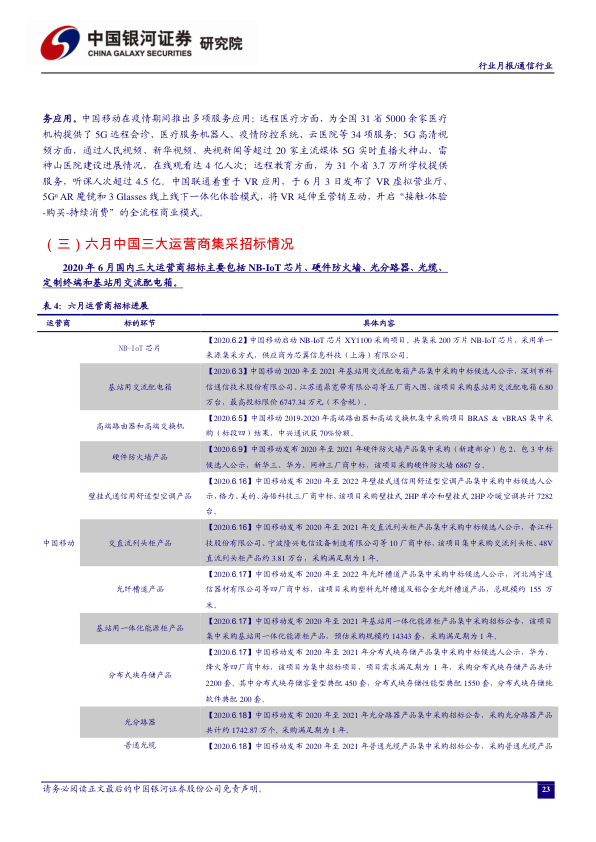 中国银河证券 研究院
CHINA GALAXY SECURITIES
行业月报/通信行业
务应用。中国移动在疫情期间推出多项服务应用：远程医疗方面，为全国 31 省 5000 余家医疗
机构提供了 5G 远程会诊、医疗服务机器人、疫情防控系统、云医院等 34 项服务；5G 高清视
频方面，通过人民视频、新华视频、央视新闻等超过 20 家主流媒体 5G 实时直播火神山、雷
神山医院建设进展情况，在线观看达 4 亿人次；远程教育方面，为 31 个省 3.7 万所学校提供
服务，听课人次超过 4.5 亿。中国联通着重于 VR 应用，于 6 月 3 日发布了 VR 虚拟营业厅、
5Gⁿ AR 魔镜和 3 Glasses 线上线下一体化体验模式，将 VR 延伸至营销互动，开启“接触-体验
-购买-持续消费”的全流程商业模式。
（三）六月中国三大运营商集采招标情况
2020 年 6 月国内三大运营商招标主要包括 NB-IoT 芯片、硬件防火墙、光分路器、光缆、
定制终端和基站用交流配电箱。
表 4：六月运营商招标进展
运营商 标的环节 具体内容
NB-IoT 芯片 【2020.6.2】中国移动启动 NB-IoT 芯片 XY1100 采购项目。共集采 200 万片 NB-IoT 芯片，采用单一
来源集采方式，供应商为芯翼信息科技（上海）有限公司。
【2020.6.3】中国移动 2020 年至 2021 年基站用交流配电箱产品集中采购中标候选人公示，深圳市科
基站用交流配电箱 信通信技术股份有限公司、江苏通鼎宽带有限公司等五厂商入围，该项目采购基站用交流配电箱 6.80
万台，最高投标限价 6747.34 万元（不含税）。
高端路由器和高端交换机 【2020.6.5】中国移动 2019-2020 年高端路由器和高端交换机集中采购项目 BRAS & vBRAS 集中采
购（标段四）结果，中兴通讯获 70%份额。
硬件防火墙产品 【2020.6.9】中国移动发布 2020 年至 2021 年硬件防火墙产品集中采购（新建部分）包 2、包 3 中标
候选人公示，新华三、华为、网神三厂商中标，该项目采购硬件防火墙 6867 台。
【2020.6.16】中国移动发布 2020 年至 2022 年壁挂式通信用舒适型空调产品集中采购中标候选人公
壁挂式通信用舒适型空调产品 示，格力、美的、海悟科技三厂商中标，该项目采购壁挂式 2HP 单冷和壁挂式 2HP 冷暖空调共计 7282
台。
【2020.6.16】中国移动发布 2020 年至 2021 年交直流列头柜产品集中采购中标候选人公示，香江科
中国移动 交直流列头柜产品 技股份有限公司、宁波隆兴电信设备制造有限公司等 10 厂商中标，该项目集中采购交流列头柜、48V
直流列头柜产品约 3.81 万台，采购满足期为 1 年。
【2020.6.17】中国移动发布 2020 年至 2022 年光纤槽道产品集中采购中标候选人公示，河北鸿宇通
光纤槽道产品 信器材有限公司等四厂商中标，该项目采购塑料光纤槽道及铝合金光纤槽道产品，总规模约 155 万
米。
基站用一体化能源柜产品 【2020.6.17】中国移动发布 2020 年至 2021 年基站用一体化能源柜产品集中采购招标公告，该项目
集中采购基站用一体化能源柜产品，预估采购规模约 14343 套，采购满足期为 1 年。
【2020.6.17】中国移动发布 2020 年至 2021 年分布式块存储产品集中采购中标候选人公示，华为、
分布式块存储产品 烽火等四厂商中标，该项目为集中招标项目，项目需求满足期为 1 年，采购分布式块存储产品共计
2200 套。其中分布式块存储容量型典配 450 套，分布式块存储性能型典配 1550 套，分布式块存储纯
软件典配 200 套。
光分路器 【2020.6.18】中国移动发布 2020 年至 2021 年光分路器产品集中采购招标公告，采购光分路器产品
共计约 1742.87 万个，采购满足期为 1 年。
普通光缆 【2020.6.18】中国移动发布 2020 年至 2021 年普通光缆产品集中采购招标公告，采购普通光缆产品
请务必阅读正文最后的中国银河证券股份公司免责声明。 23